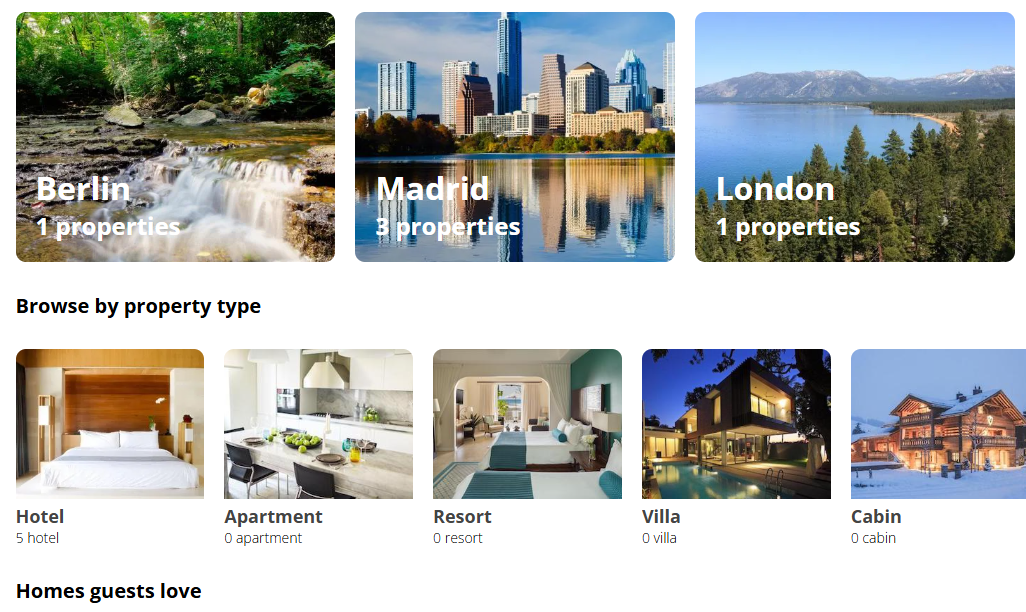 Berlin
1 properties
Madrid
3 properties
London
1 properties
Browse by property type
Hotel
5 hotel
Apartment
0 apartment
Resort
0 resort
Villa
0 villa
Cabin
0 cabin
Homes guests love